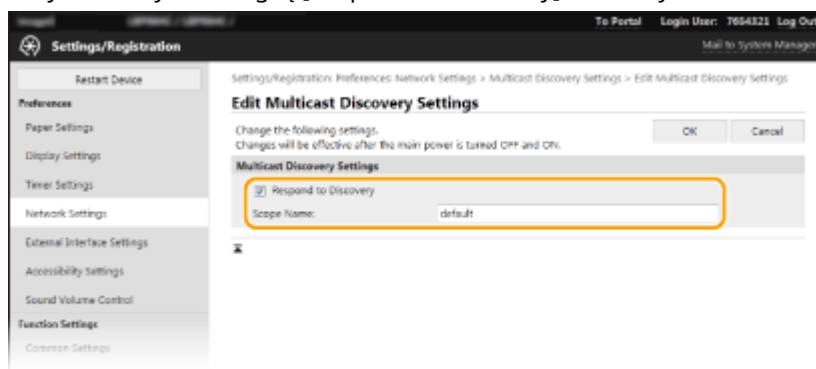 To Portal Login User: 7654321 Log Out
Settings/Registration
Mail to System Manager
Restart Device
Preferences
Paper Settings
Display Settings
Timer Settings
Network Settings
External Interface Settings
Accessibility Settings
Sound Volume Control
Function Settings
Common Settings
Settings/Registration: Preferences: Network Settings > Multicast Discovery Settings > Edit Multicast Discovery Settings
Edit Multicast Discovery Settings
Change the following settings.
Changes will be effective after the main power is turned OFF and ON.
OK Cancel
Multicast Discovery Settings
Respond to Discovery
Scope Name: default